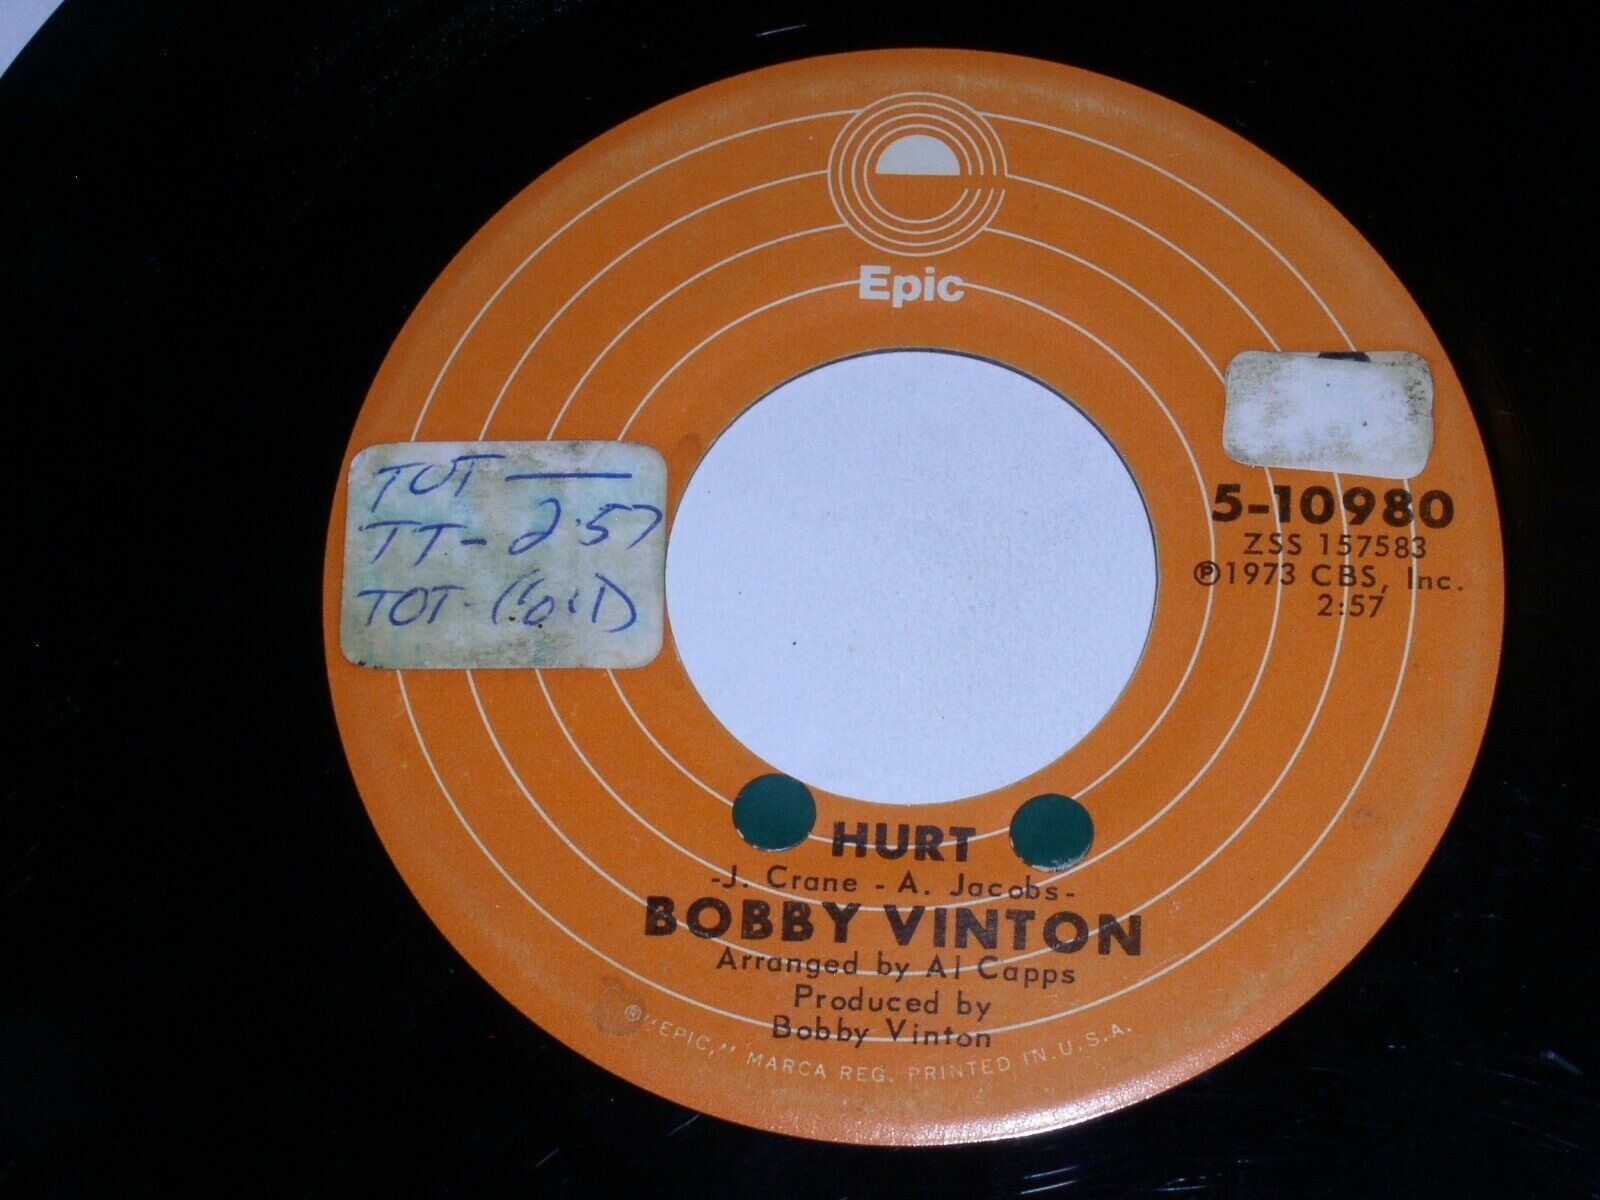 Epic
TOT —
TT - 2:57
TOT - (Cold)
5-10980
ZSS 157583
℗1973 CBS, Inc.
2:57
HURT
-J. Crane - A. Jacobs-
BOBBY VINTON
Arranged by Al Capps
Produced by
Bobby Vinton
®"EPIC," MARCA REG. PRINTED IN U.S.A.